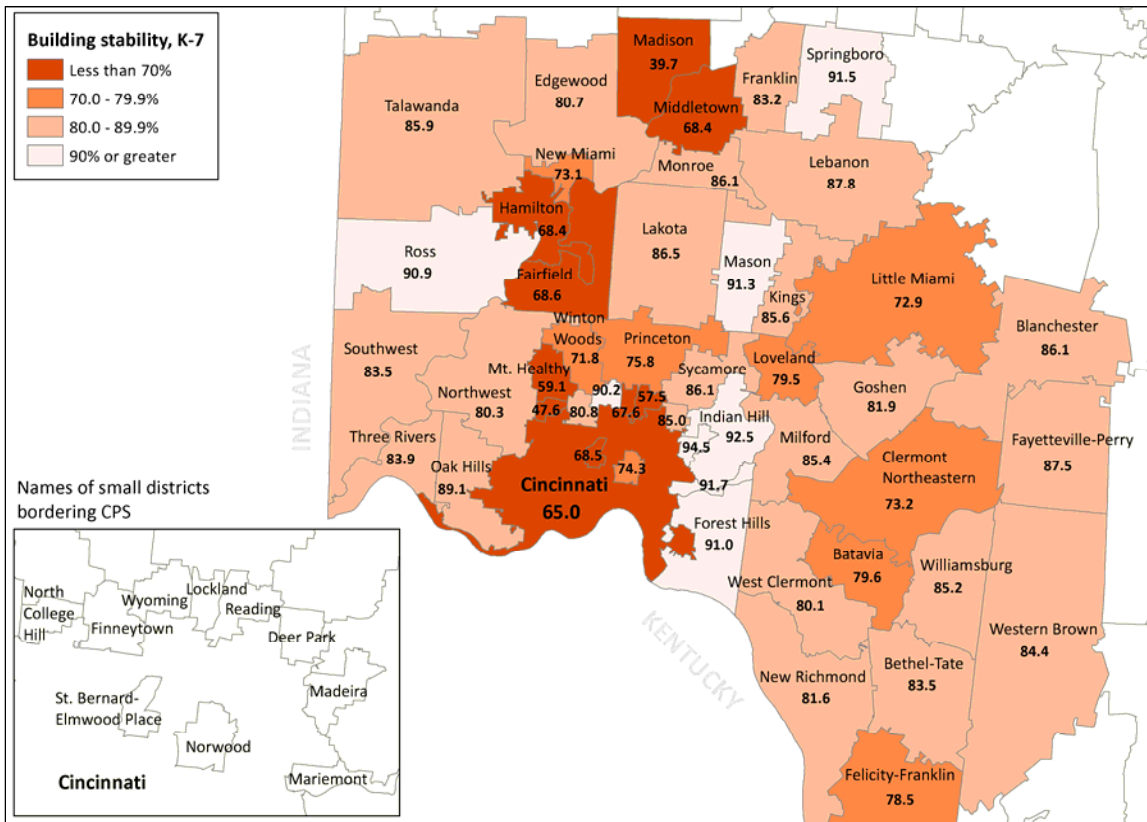 Building stability, K-7
Less than 70%
70.0 - 79.9%
80.0 - 89.9%
90% or greater
Madison
39.7
Springboro
91.5
Edgewood
80.7
Franklin
83.2
Talawanda
85.9
Middletown
68.4
New Miami
73.1
Monroe
86.1
Lebanon
87.8
Hamilton
68.4
Lakota
86.5
Ross
90.9
Mason
91.3
Fairfield
68.6
Little Miami
72.9
Kings
85.6
Blanchester
86.1
Winton
Woods
71.8
Princeton
75.8
Southwest
83.5
Mt. Healthy
59.1
Sycamore
86.1
Loveland
79.5
Northwest
80.3
90.2
57.5
47.6
80.8
67.6
85.0
Goshen
81.9
Indian Hill
92.5
94.5
Milford
85.4
Fayetteville-Perry
87.5
Three Rivers
83.9
Oak Hills
89.1
68.5
74.3
Clermont
Northeastern
73.2
91.7
Cincinnati
65.0
Forest Hills
91.0
Batavia
79.6
Williamsburg
85.2
West Clermont
80.1
Western Brown
84.4
New Richmond
81.6
Bethel-Tate
83.5
Felicity-Franklin
78.5
INDIANA
KENTUCKY
Names of small districts
bordering CPS
North
College
Hill
Wyoming
Lockland
Reading
Finneytown
Deer Park
Madeira
St. Bernard-
Elmwood Place
Norwood
Cincinnati
Mariemont